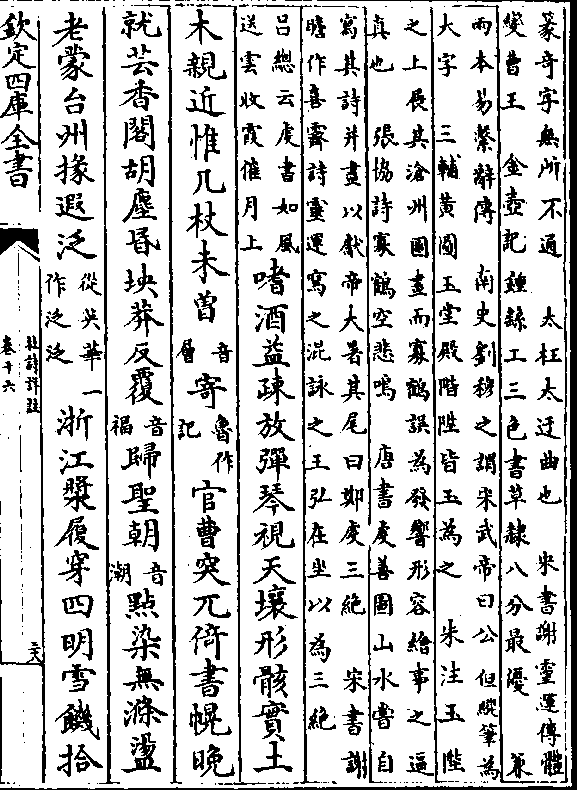 篆奇字無所不通　太枉太迂曲也　宋書謝靈運傳體
變曹王　金壺記鍾繇工三色書草隸八分最優　篆
兩本易繫辭傳　南史劉穆之謂宋武帝曰公但縱筆為
大字　三輔黃圖玉堂殿階陛皆玉為之　朱注玉陛
之上展其滄州圖畫而寡鶴誤為發響形容繪事之逼
真也　張協詩寡鶴空悲鳴　唐書虔善圖山水嘗自
寫其詩并畫以獻帝大署其尾曰鄭虔三絶　宋書謝
瞻作喜霽詩靈運寫之混詠之王弘在坐以為三絶
吕總云虔書如風
送雲收霞催月上
嗜酒益疎放彈琴視天壤形骸實土
木親近惟几杖未曾音層寄魯作記官曹突兀倚書幌晚
就芸香閣胡塵昏坱莽反覆音福歸聖朝音潮點染無滌盪
老蒙台州掾遐泛從英華作泛泛一浙江槳履穿四明雪饑拾
欽定四庫全書
杜詩詳註
卷十六